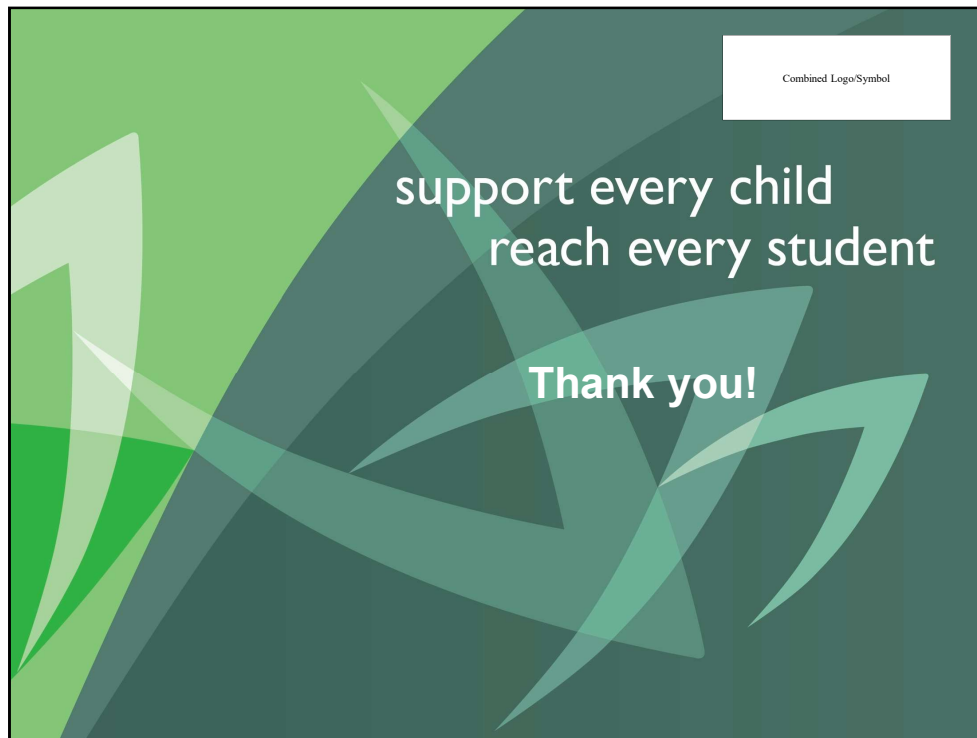 Combined Logo/Symbol
support every child
reach every student
Thank you!